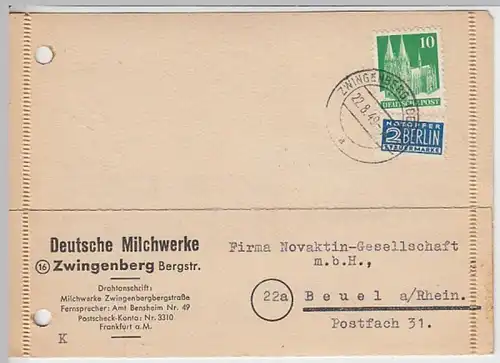 10
DEUTSCHE POST
ZWINGENBERG
22.8.49
a
NOTOPFER
2 BERLIN
STEUERMARKE
Deutsche Milchwerke
(16) Zwingenberg Bergstr.
Drahtanschrift:
Milchwerke Zwingenbergbergstraße
Fernsprecher: Amt Bensheim Nr. 49
Postscheck-Konto: Nr. 3310
Frankfurt a.M.
K
Firma Novaktin-Gesellschaft
m.b.H.,
22a
Beuel a/Rhein.
Postfach 31.